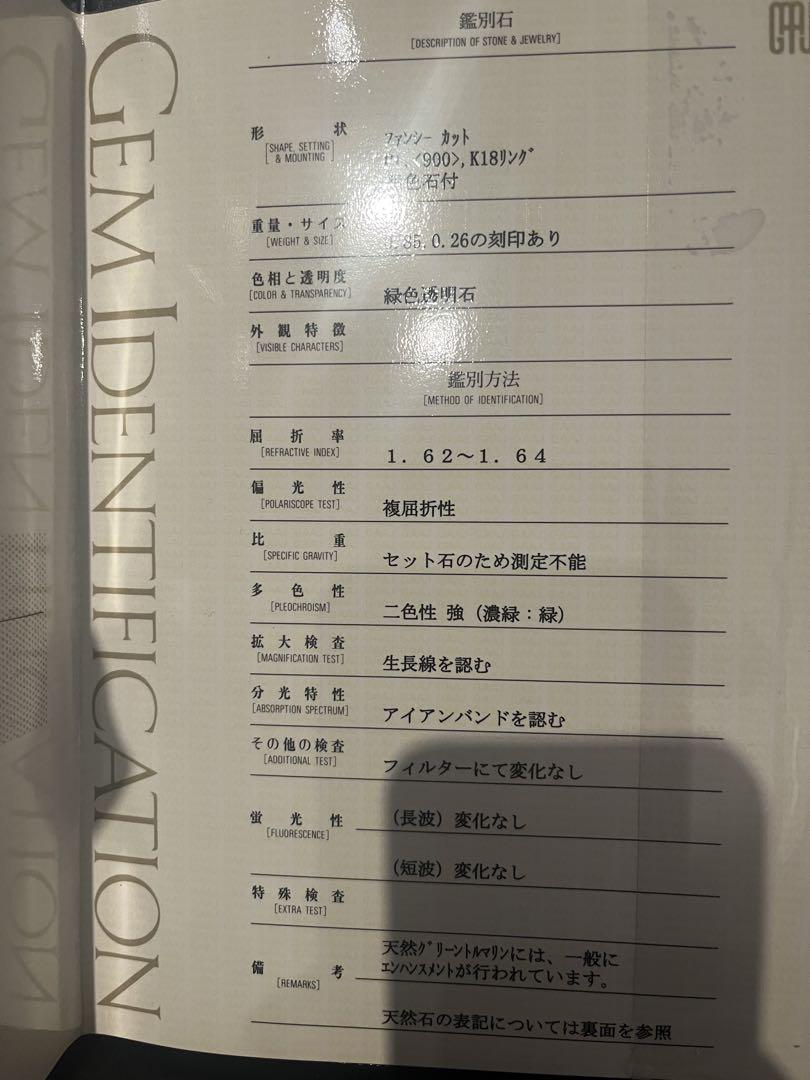 GEM IDENTIFICATION
鑑別石
[DESCRIPTION OF STONE & JEWELRY]
形 状
[SHAPE, SETTING & MOUNTING]
ﾌｧﾝｼｰ ｶｯﾄ
<900>, K18ﾘﾝｸﾞ
色石付
重量・サイズ
[WEIGHT & SIZE]
85, 0.26の刻印あり
色相と透明度
[COLOR & TRANSPARENCY]
緑色透明石
外観特徴
[VISIBLE CHARACTERS]
鑑別方法
[METHOD OF IDENTIFICATION]
屈折率
[REFRACTIVE INDEX]
１．６２～１．６４
偏光性
[POLARISCOPE TEST]
複屈折性
比重
[SPECIFIC GRAVITY]
セット石のため測定不能
多色性
[PLEOCHROISM]
二色性 強（濃緑：緑）
拡大検査
[MAGNIFICATION TEST]
生長線を認む
分光特性
[ABSORPTION SPECTRUM]
アイアンバンドを認む
その他の検査
[ADDITIONAL TEST]
フィルターにて変化なし
蛍光性
[FLUORESCENCE]
（長波）変化なし
（短波）変化なし
特殊検査
[EXTRA TEST]
備考
[REMARKS]
天然ｸﾞﾘｰﾝﾄﾙﾏﾘﾝには、一般に
ｴﾝﾊﾝｽﾒﾝﾄが行われています。
天然石の表記については裏面を参照